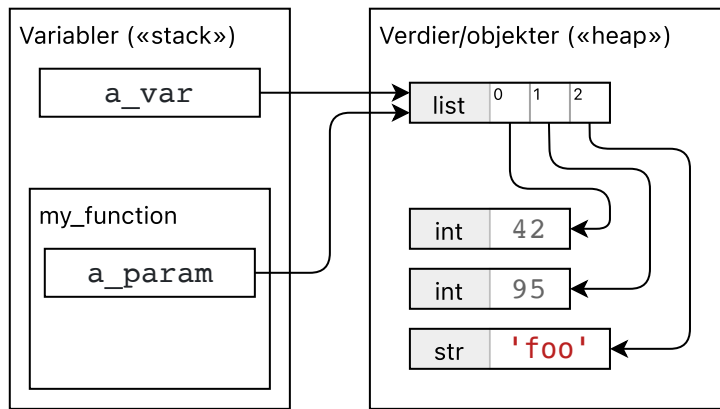 Variabler («stack»)
a_var
my_function
a_param
Verdier/objekter («heap»)
list 0 1 2
int 42
int 95
str 'foo'